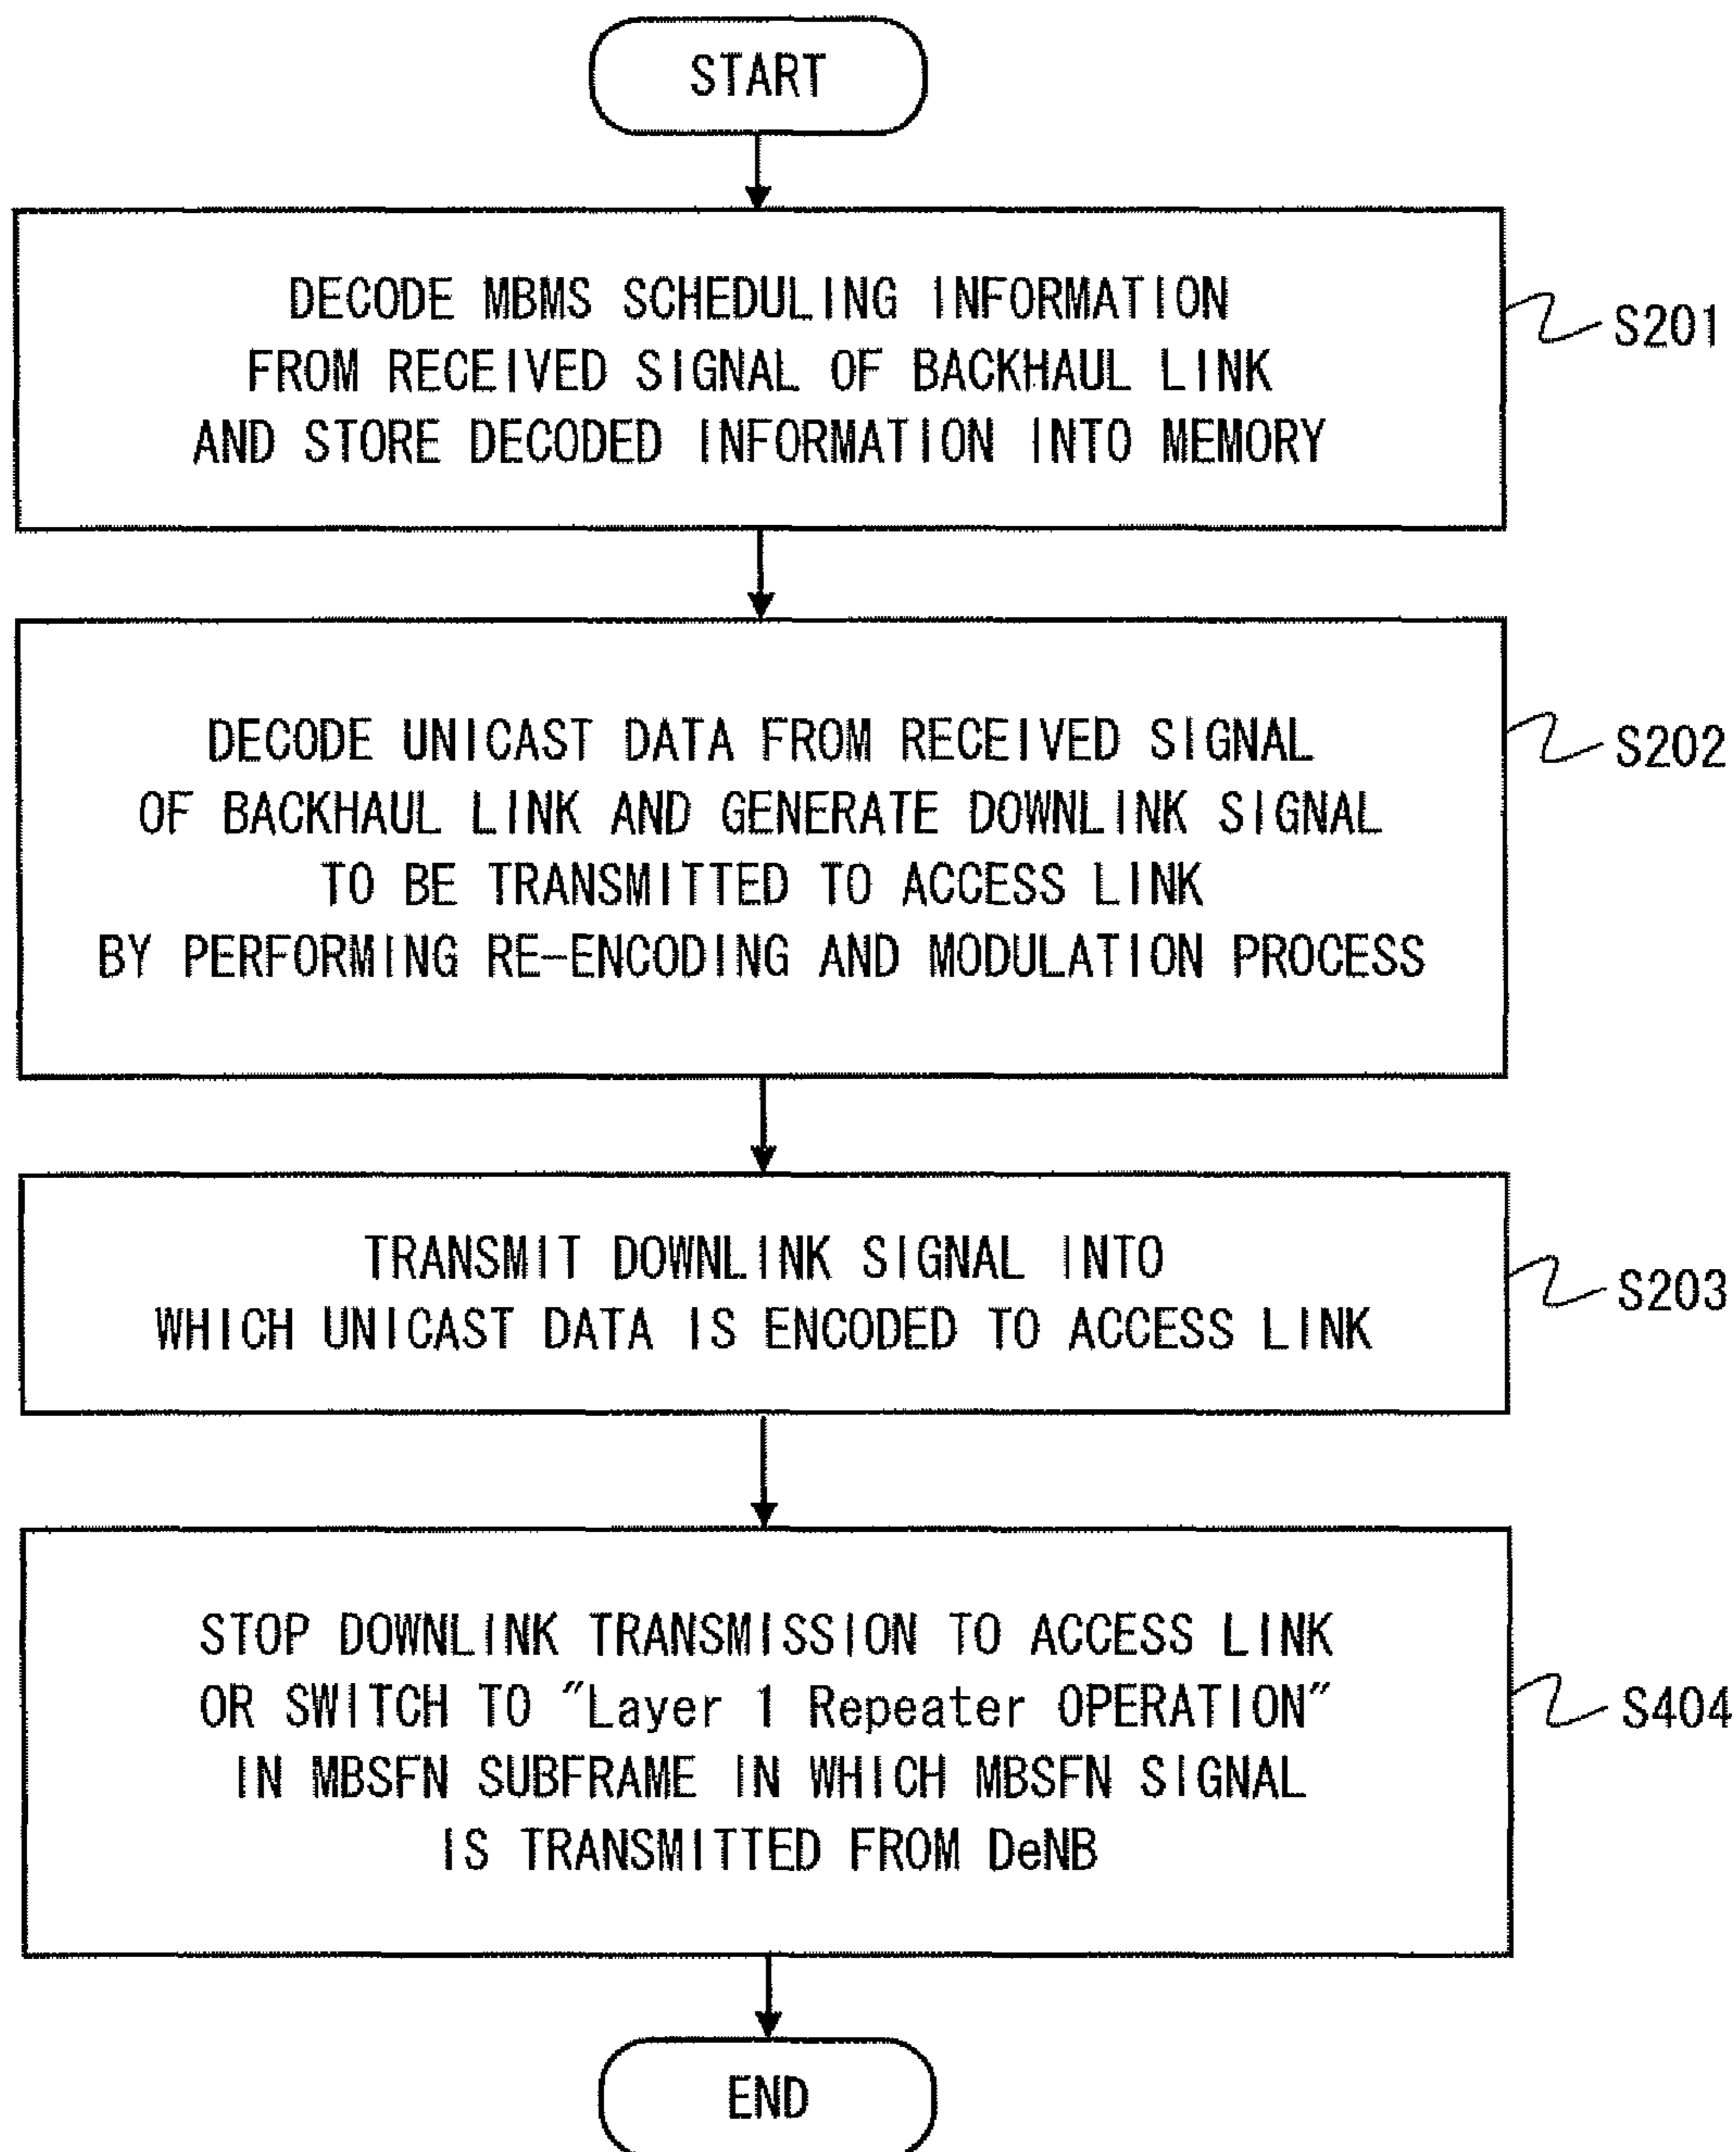 START
DECODE MBMS SCHEDULING INFORMATION
FROM RECEIVED SIGNAL OF BACKHAUL LINK
AND STORE DECODED INFORMATION INTO MEMORY
S201
DECODE UNICAST DATA FROM RECEIVED SIGNAL
OF BACKHAUL LINK AND GENERATE DOWNLINK SIGNAL
TO BE TRANSMITTED TO ACCESS LINK
BY PERFORMING RE-ENCODING AND MODULATION PROCESS
S202
TRANSMIT DOWNLINK SIGNAL INTO
WHICH UNICAST DATA IS ENCODED TO ACCESS LINK
S203
STOP DOWNLINK TRANSMISSION TO ACCESS LINK
OR SWITCH TO "Layer 1 Repeater OPERATION"
IN MBSFN SUBFRAME IN WHICH MBSFN SIGNAL
IS TRANSMITTED FROM DeNB
S404
END